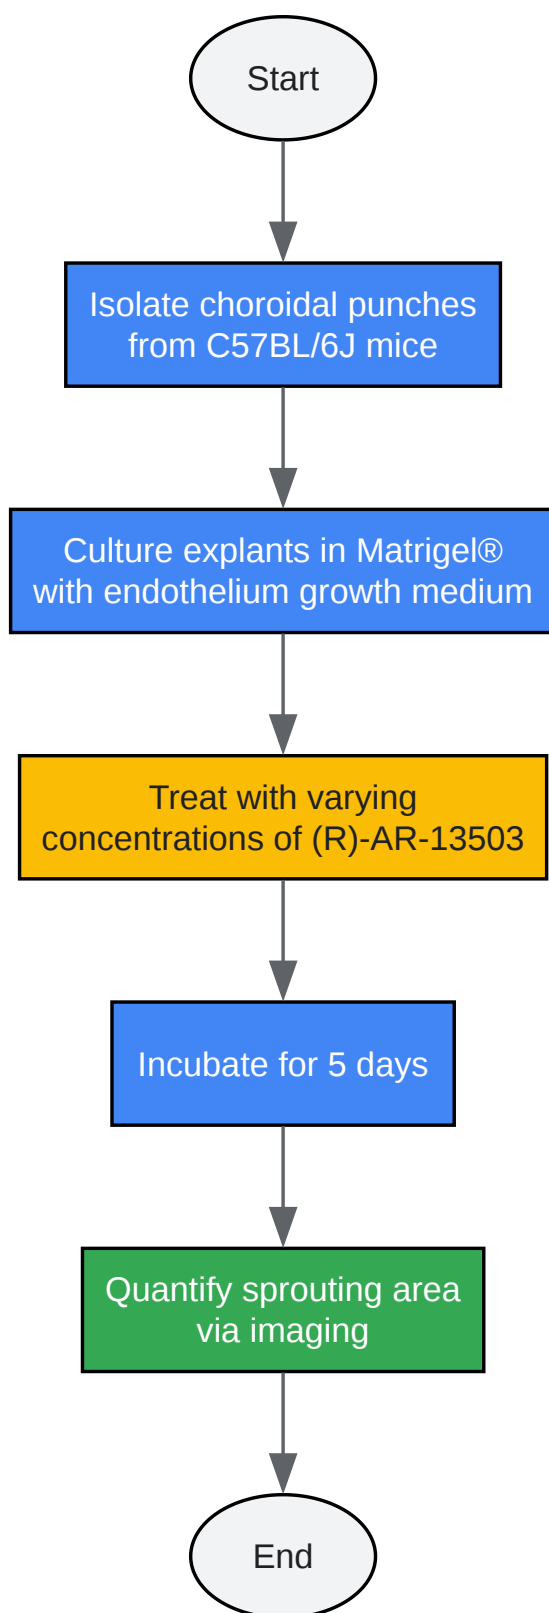 Start
Isolate choroidal punches
from C57BL/6J mice
Culture explants in Matrigel®
with endothelium growth medium
Treat with varying
concentrations of (R)-AR-13503
Incubate for 5 days
Quantify sprouting area
via imaging
End